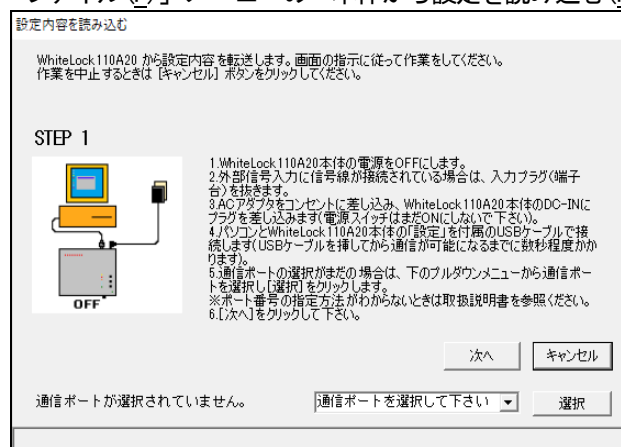 設定内容を読み込む
WhiteLock110A20 から設定内容を転送します。画面の指示に従って作業をしてください。
作業を中止するときは [キャンセル] ボタンをクリックしてください。
STEP 1
1.WhiteLock110A20本体の電源をOFFにします。
2.外部信号入力に信号線が接続されている場合は、入力プラグ(端子
台)を抜きます。
3.ACアダプタをコンセントに差し込み、WhiteLock110A20本体のDC-INに
プラグを差し込みます(電源スイッチはまだONにしないで下さい)。
4.パソコンとWhiteLock110A20本体の「設定」を付属のUSBケーブルで接
続します(USBケーブルを挿してから通信が可能になるまでに数秒程度かか
ります)。
5.通信ポートの選択がまだの場合は、下のプルダウンメニューから通信ポー
トを選択し[選択]をクリックします。
※ポート番号の指定方法がわからないときは取扱説明書を参照ください。
6.[次へ]をクリックして下さい。
OFF
次へ
キャンセル
通信ポートが選択されていません。
通信ポートを選択して下さい
選択